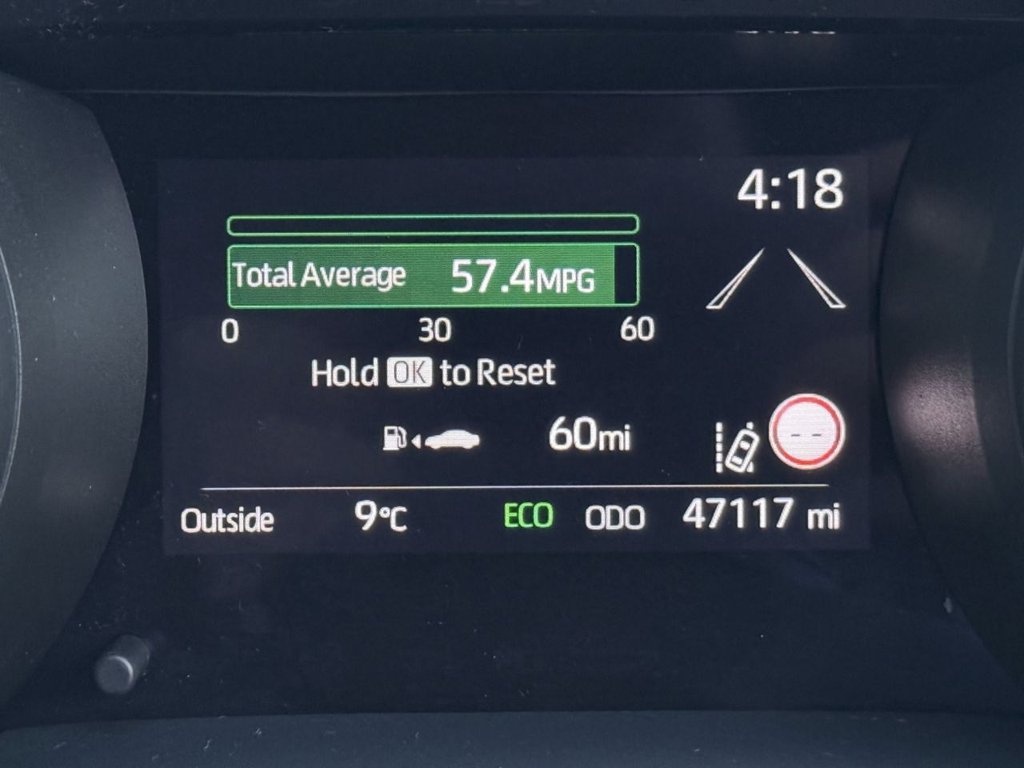 4:18
Total Average 57.4MPG
0 30 60
Hold OK to Reset
60mi
- -
Outside 9°C ECO ODO 47117 mi